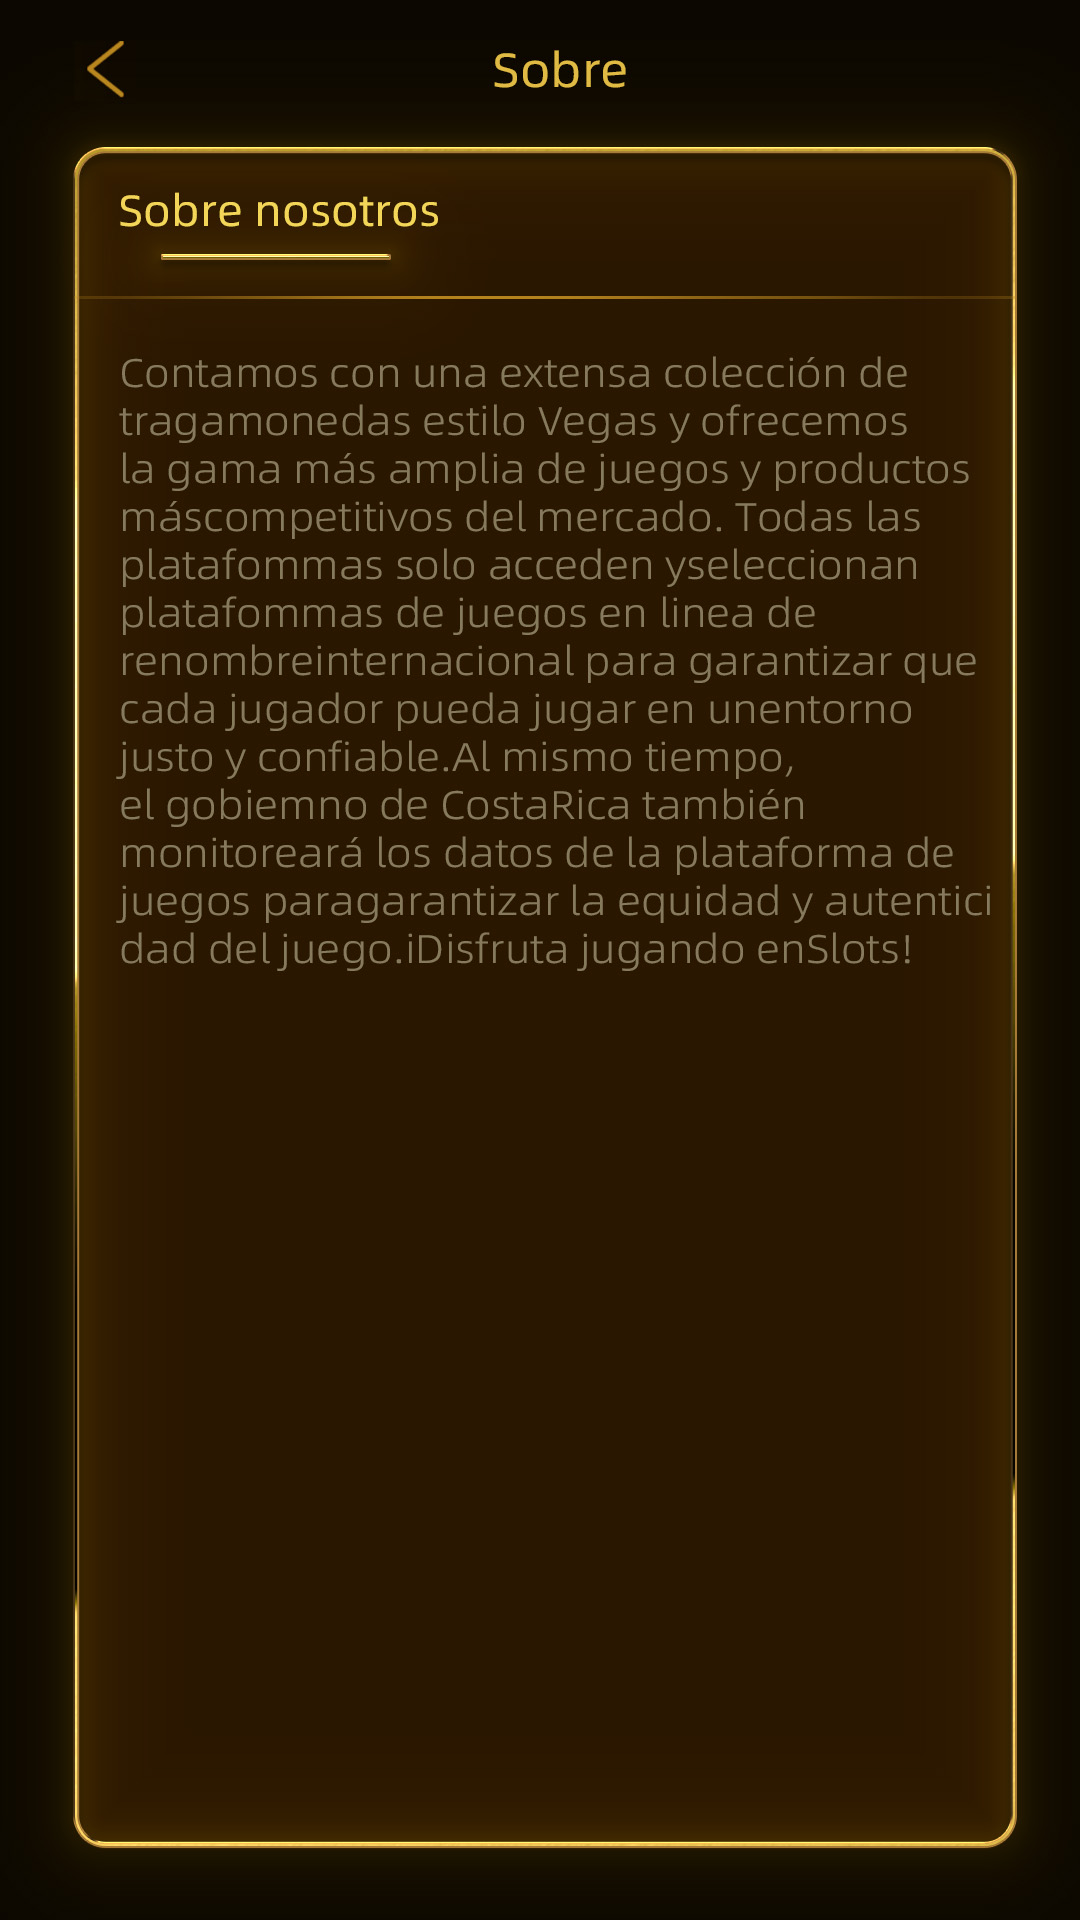 Sobre
Sobre nosotros
Contamos con una extensa colección de
tragamonedas estilo Vegas y ofrecemos
la gama más amplia de juegos y productos
máscompetitivos del mercado. Todas las
platafommas solo acceden yseleccionan
platafommas de juegos en linea de
renombreinternacional para garantizar que
cada jugador pueda jugar en unentorno
justo y confiable.Al mismo tiempo,
el gobiemno de CostaRica también
monitoreará los datos de la plataforma de
juegos paragarantizar la equidad y autentici
dad del juego.iDisfruta jugando enSlots!